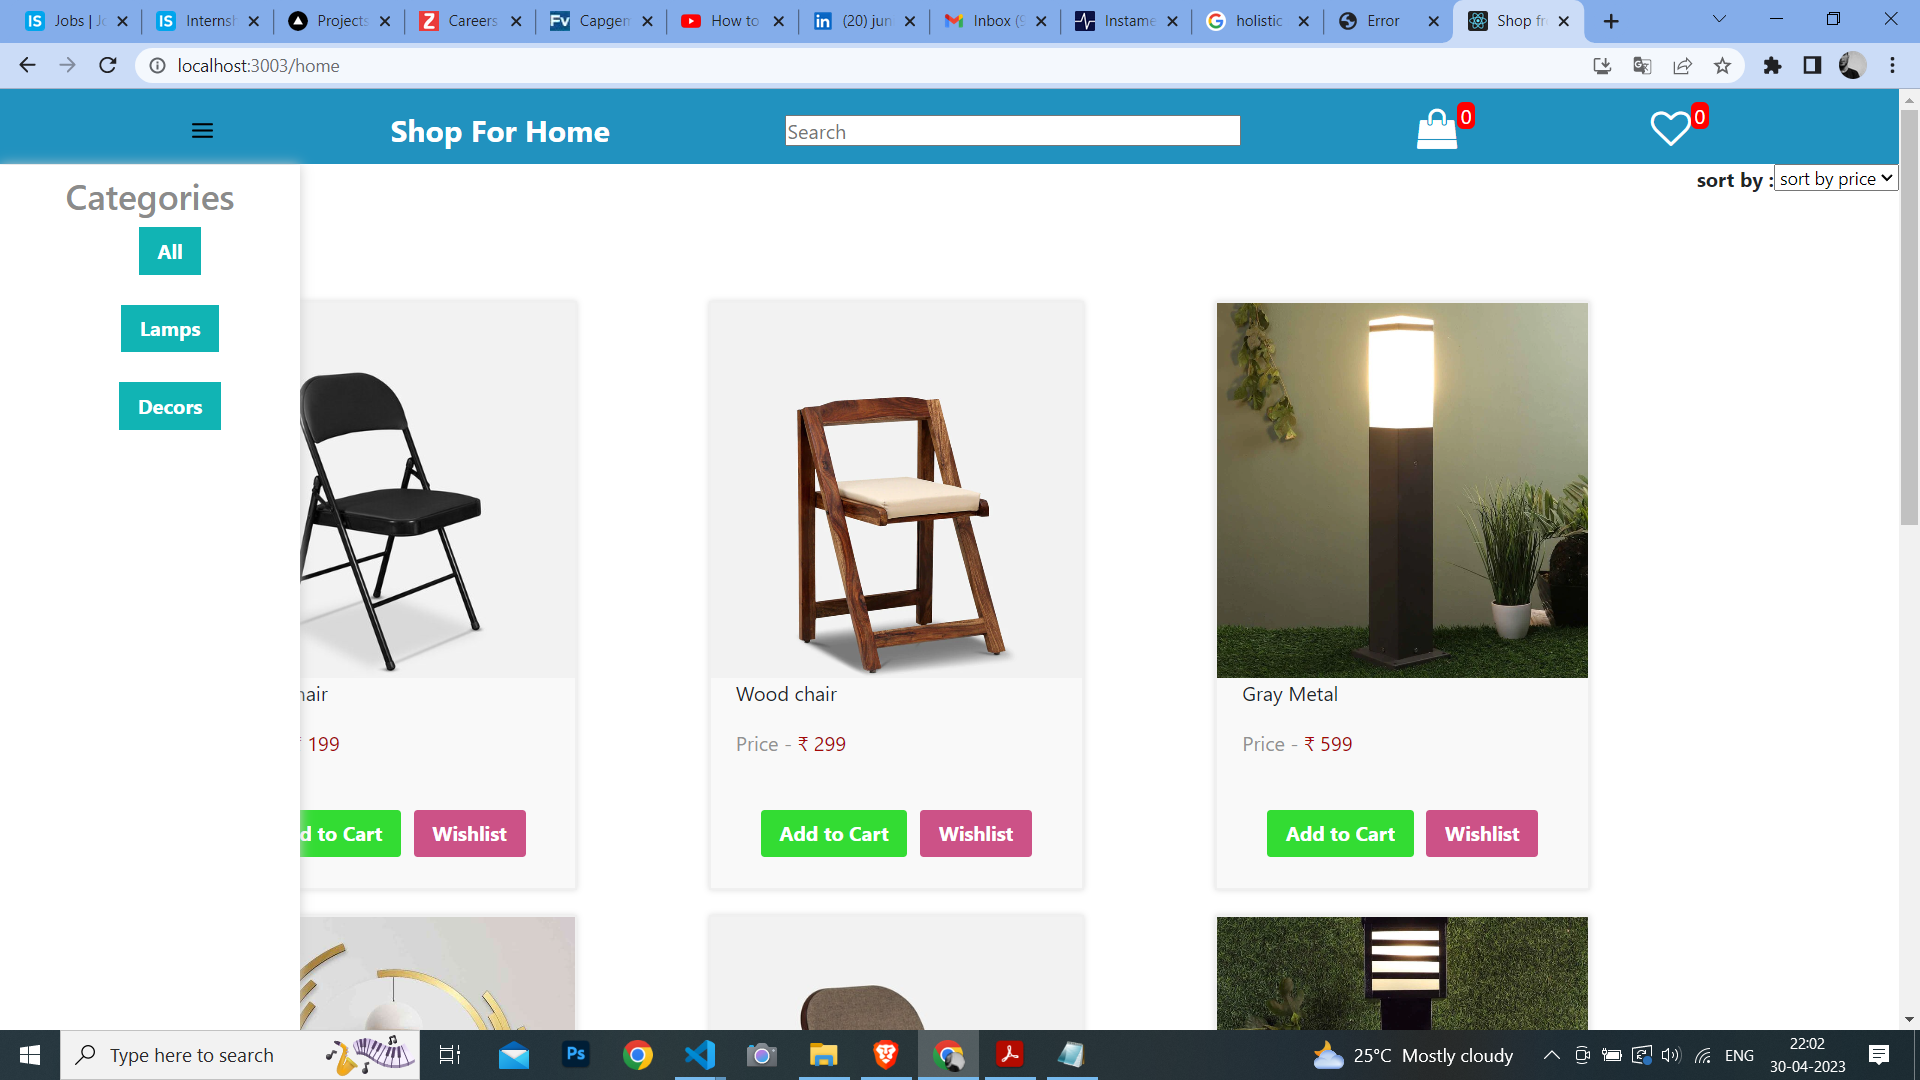 Jobs | Jo
Internsh
Projects
Careers
Capgem
How to
(20) jun
Inbox (9
Instame
holistic
Error
Shop fr
localhost:3003/home
Shop For Home
Search
0
0
Categories
sort by : sort by price
All
Lamps
Decors
hair
Wood chair
Gray Metal
₹ 199
Price - ₹ 299
Price - ₹ 599
d to Cart
Wishlist
Add to Cart
Wishlist
Add to Cart
Wishlist
Type here to search
25°C Mostly cloudy
ENG
22:02
30-04-2023